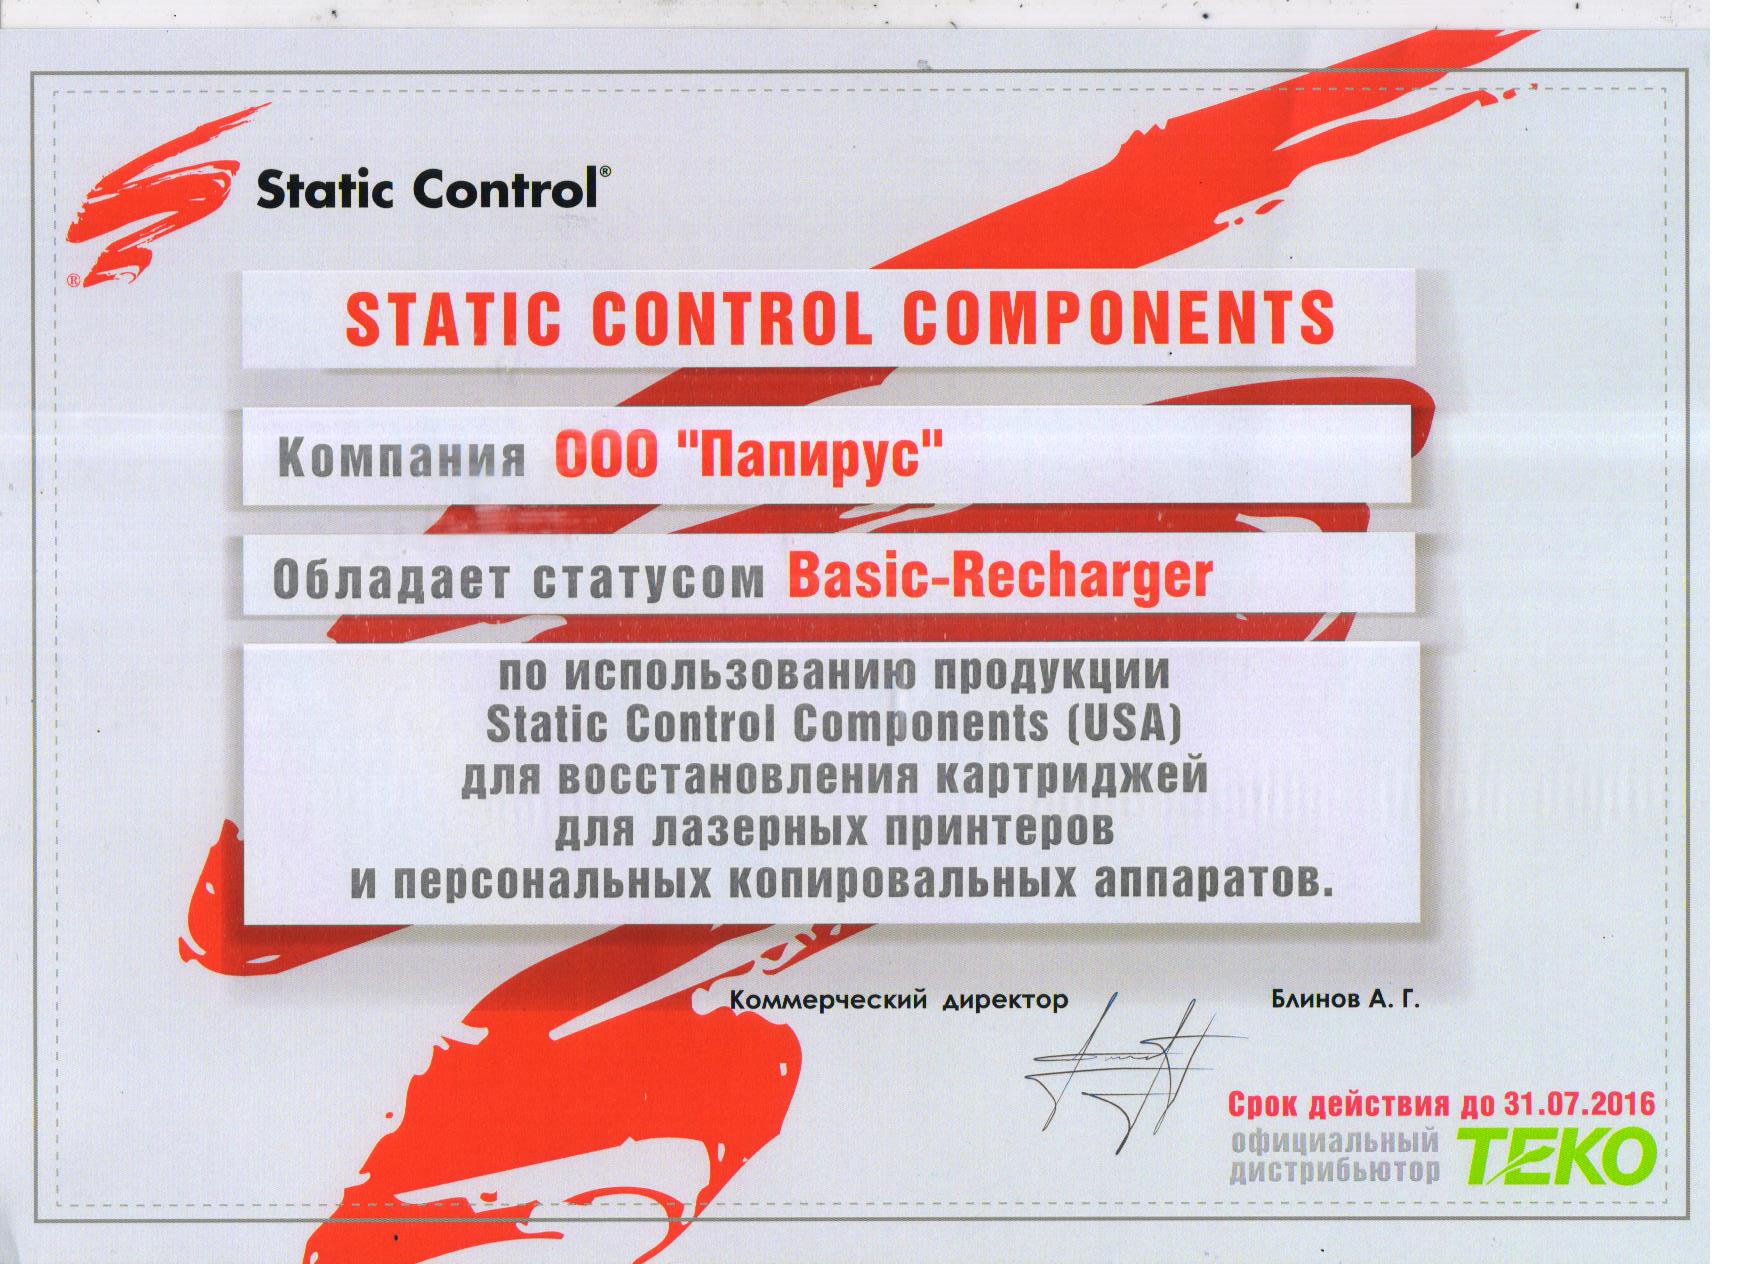 Static Control®
®
STATIC CONTROL COMPONENTS
Компания ООО "Папирус"
Обладает статусом Basic-Recharger
по использованию продукции
Static Control Components (USA)
для восстановления картриджей
для лазерных принтеров
и персональных копировальных аппаратов.
Коммерческий директор Блинов А. Г.
Срок действия до 31.07.2016
официальный
дистрибьютор TEKO